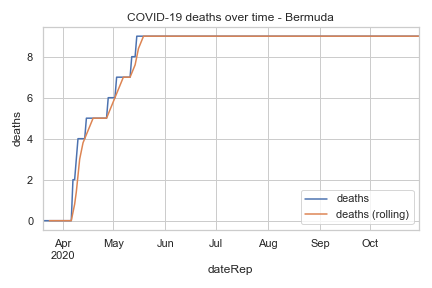 COVID-19 deaths over time - Bermuda
deaths
8
6
4
2
0
deaths
deaths (rolling)
Apr May Jun Jul Aug Sep Oct
2020
dateRep